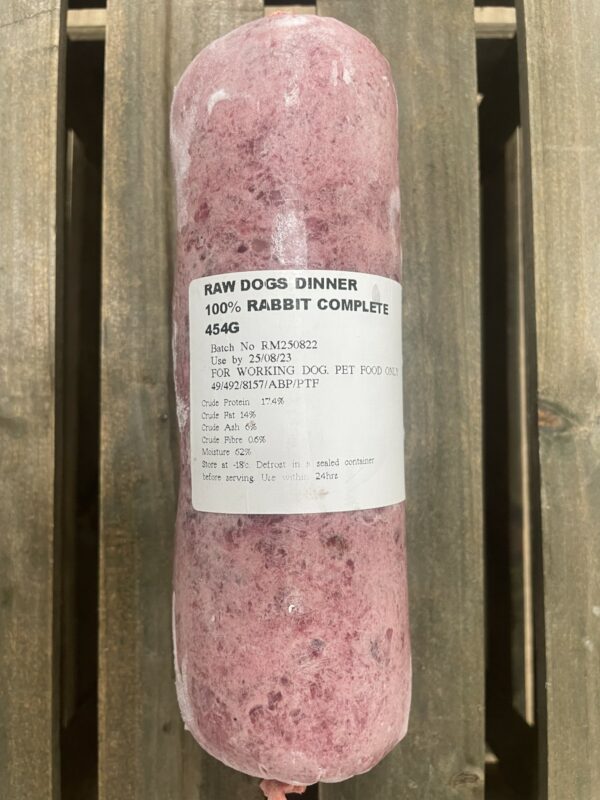 RAW DOGS DINNER
100% RABBIT COMPLETE
454G
Batch No RM250822
Use by 25/08/23
FOR WORKING DOG. PET FOOD ONLY
49/492/8157/ABP/PTF
Crude Protein 17.4%
Crude Fat 14%
Crude Ash 6%
Crude Fibre 0.6%
Moisture 62%
Store at -18c. Defrost in a sealed container
before serving. Use within 24hrs